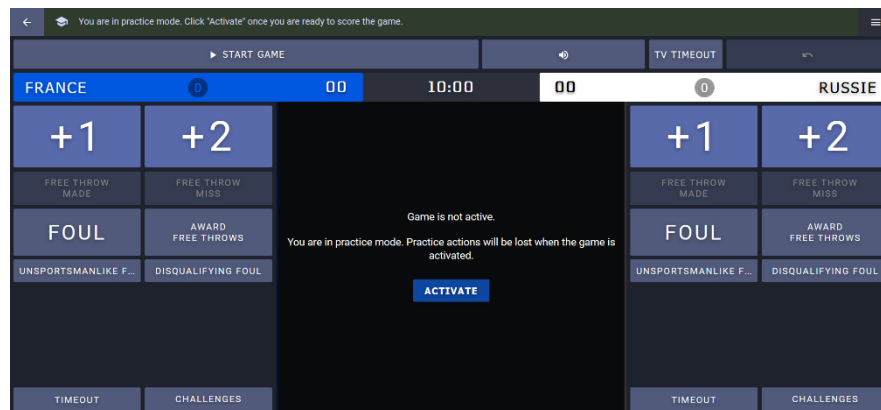 You are in practice mode. Click "Activate" once you are ready to score the game.
START GAME
TV TIMEOUT
FRANCE 0 00 10:00 00 0 RUSSIE
+1 +2
FREE THROW MADE
FREE THROW MISS
FOUL
AWARD
FREE THROWS
UNSPORTSMANLIKE F...
DISQUALIFYING FOUL
TIMEOUT
CHALLENGES
Game is not active.
You are in practice mode. Practice actions will be lost when the game is
activated.
ACTIVATE
+1 +2
FREE THROW MADE
FREE THROW MISS
FOUL
AWARD
FREE THROWS
UNSPORTSMANLIKE F...
DISQUALIFYING FOUL
TIMEOUT
CHALLENGES